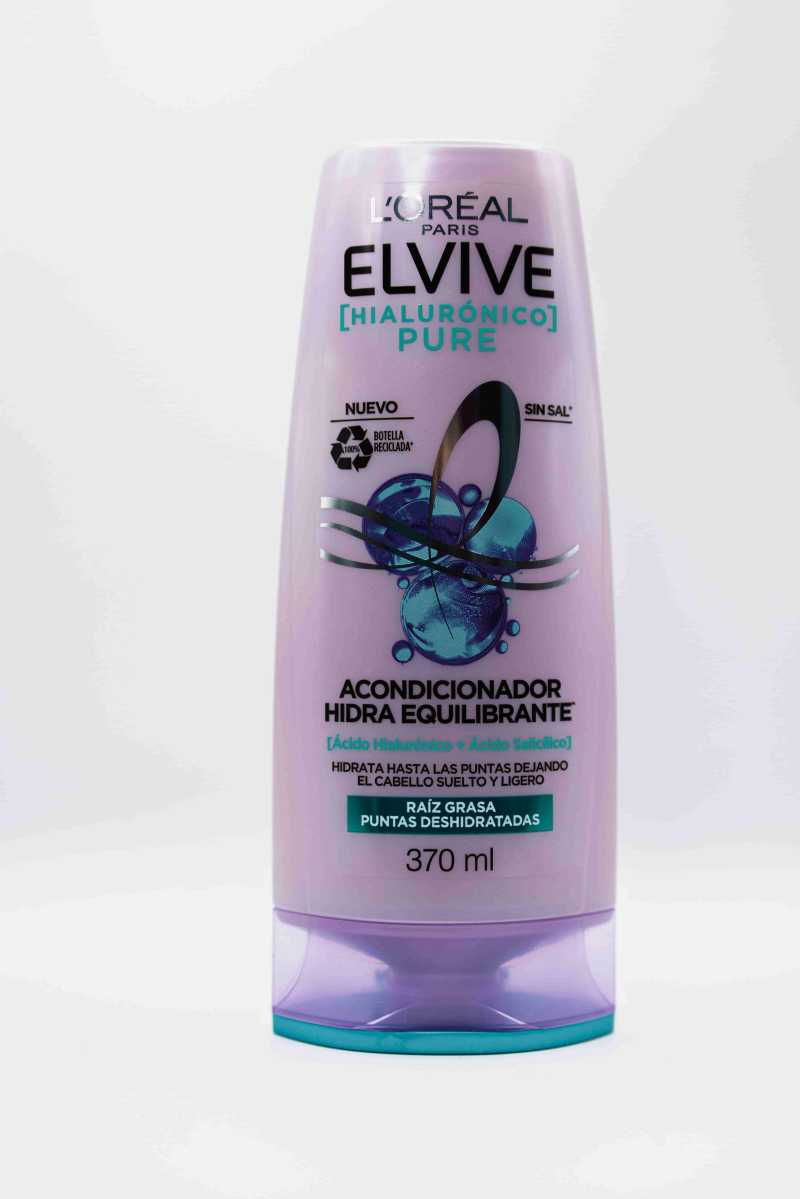 L'ORÉAL
PARIS
ELVIVE
[HIALURÓNICO]
PURE
NUEVO
SIN SAL*
100%
BOTELLA
RECICLADA*
ACONDICIONADOR
HIDRA EQUILIBRANTE*
[Ácido Hialurónico + Ácido Salicílico]
HIDRATA HASTA LAS PUNTAS DEJANDO
EL CABELLO SUELTO Y LIGERO
RAÍZ GRASA
PUNTAS DESHIDRATADAS
370 ml